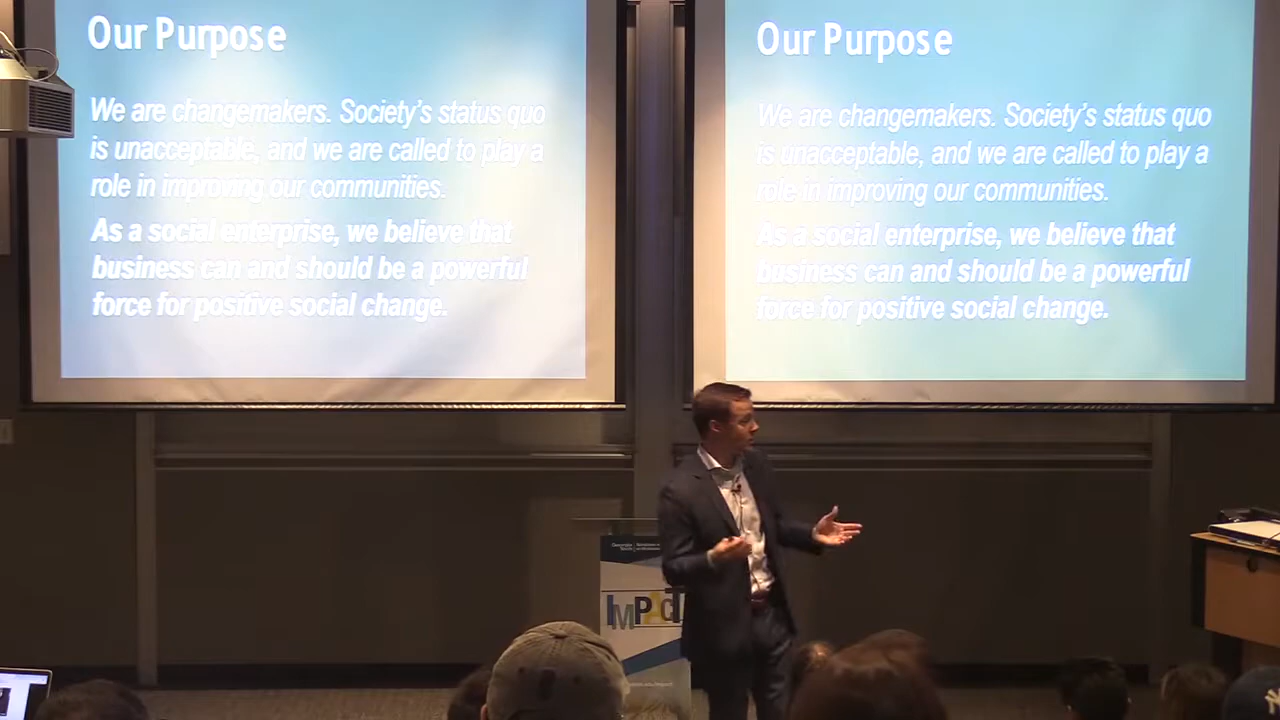 Our Purpose
We are changemakers. Society's status quo
is unacceptable, and we are called to play a
role in improving our communities.
As a social enterprise, we believe that
business can and should be a powerful
force for positive social change.
Our Purpose
We are changemakers. Society's status quo
is unacceptable, and we are called to play a
role in improving our communities.
As a social enterprise, we believe that
business can and should be a powerful
force for positive social change.
Georgia
Tech
IMPACT